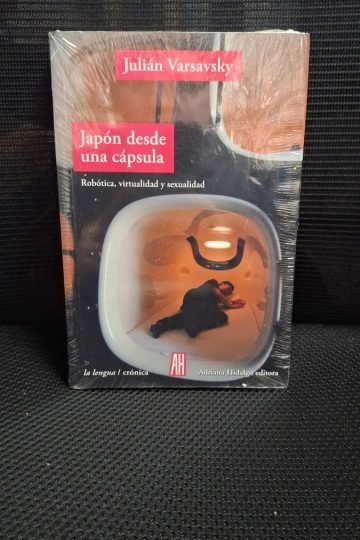 Julián Varsavsky
Japón desde
una cápsula
Robótica, virtualidad y sexualidad
AH
la lengua / crónica
Adriana Hidalgo editora